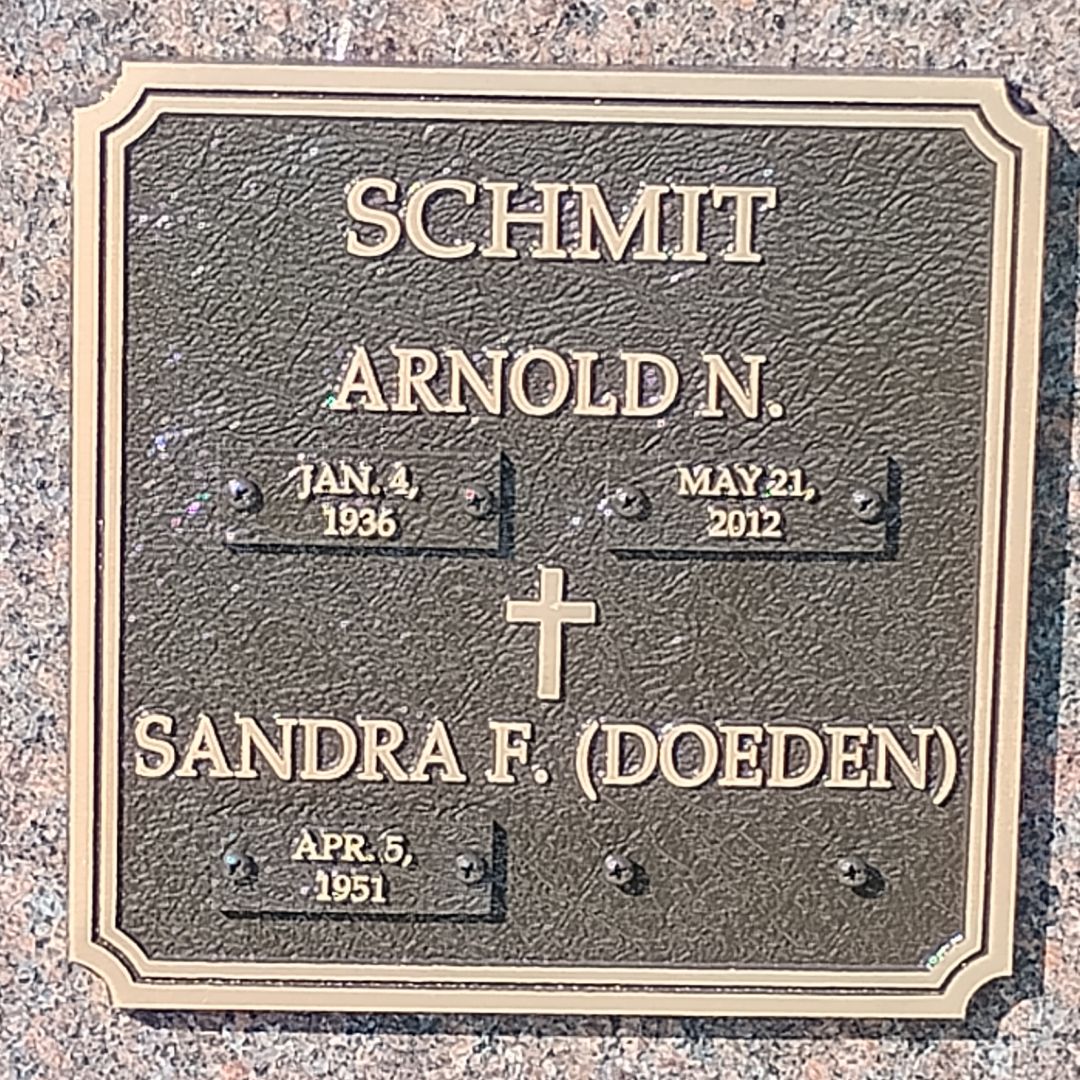 SCHMIT
ARNOLD N.
JAN. 4,
1936
MAY 21,
2012
SANDRA F. (DOEDEN)
APR. 5,
1951